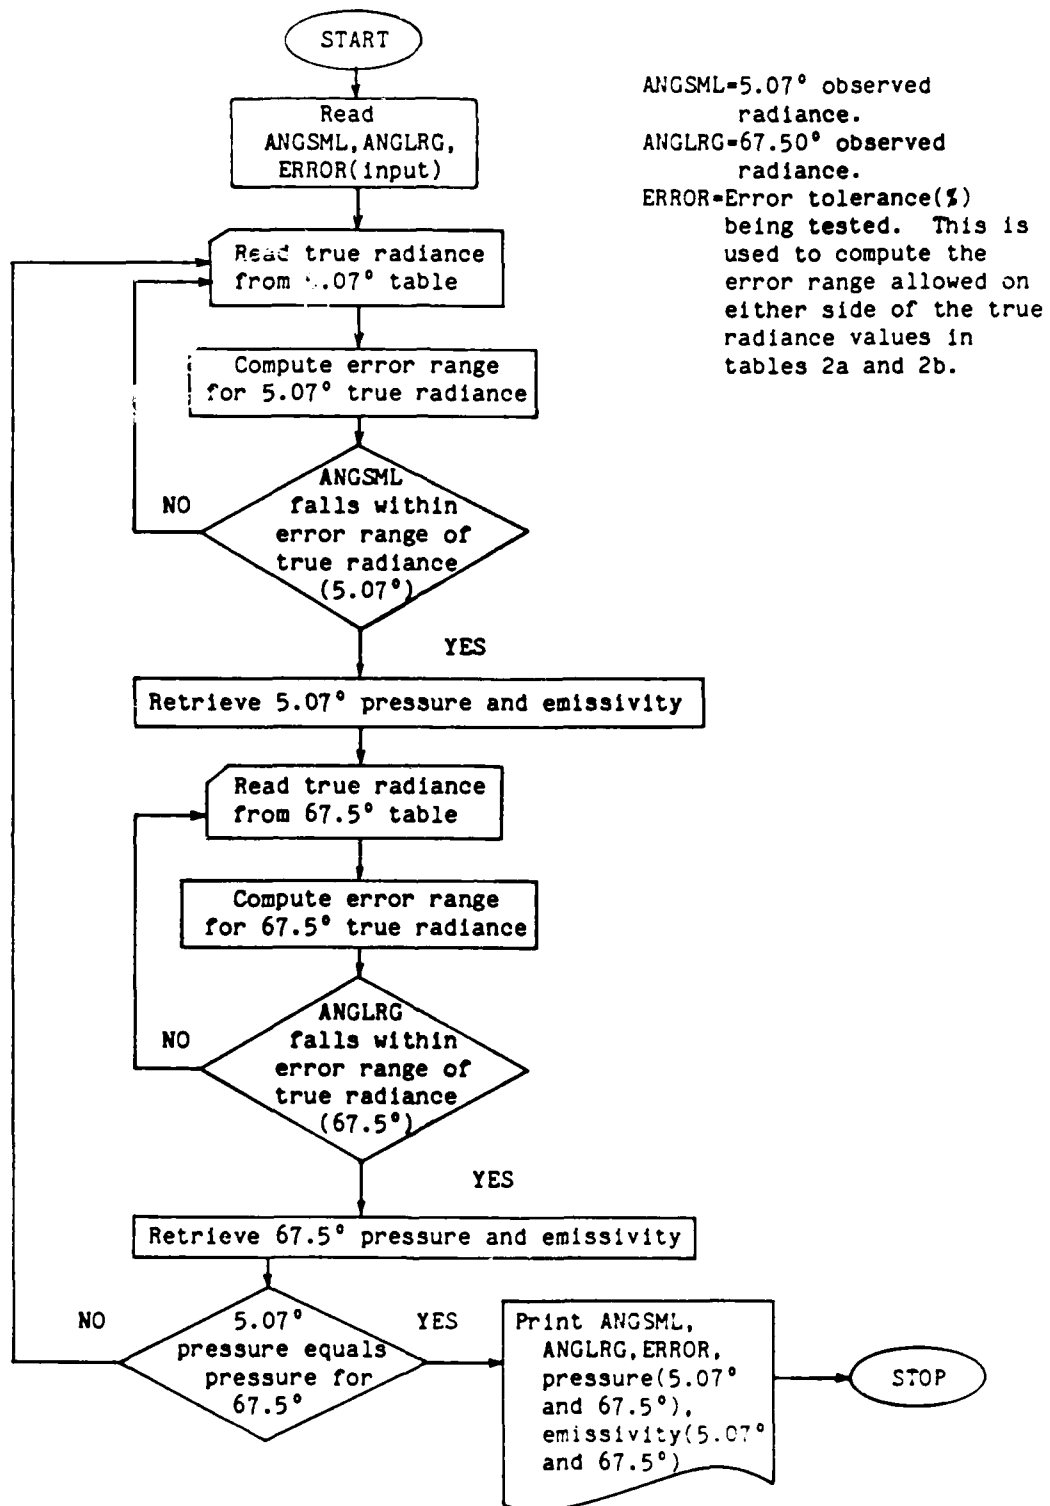 START
Read
ANGSML,ANGLRG,
ERROR(input)
ANGSML=5.07° observed
radiance.
ANGLRG=67.50° observed
radiance.
ERROR=Error tolerance(%)
being tested. This is
used to compute the
error range allowed on
either side of the true
radiance values in
tables 2a and 2b.
Read true radiance
from .07° table
Compute error range
for 5.07° true radiance
ANGSML
falls within
error range of
true radiance
(5.07°)
NO
YES
Retrieve 5.07° pressure and emissivity
Read true radiance
from 67.5° table
Compute error range
for 67.5° true radiance
ANGLRG
falls within
error range of
true radiance
(67.5°)
NO
YES
Retrieve 67.5° pressure and emissivity
NO
5.07°
pressure equals
pressure for
67.5°
YES
Print ANGSML,
ANGLRG,ERROR,
pressure(5.07°
and 67.5°),
emissivity(5.07°
and 67.5°)
STOP